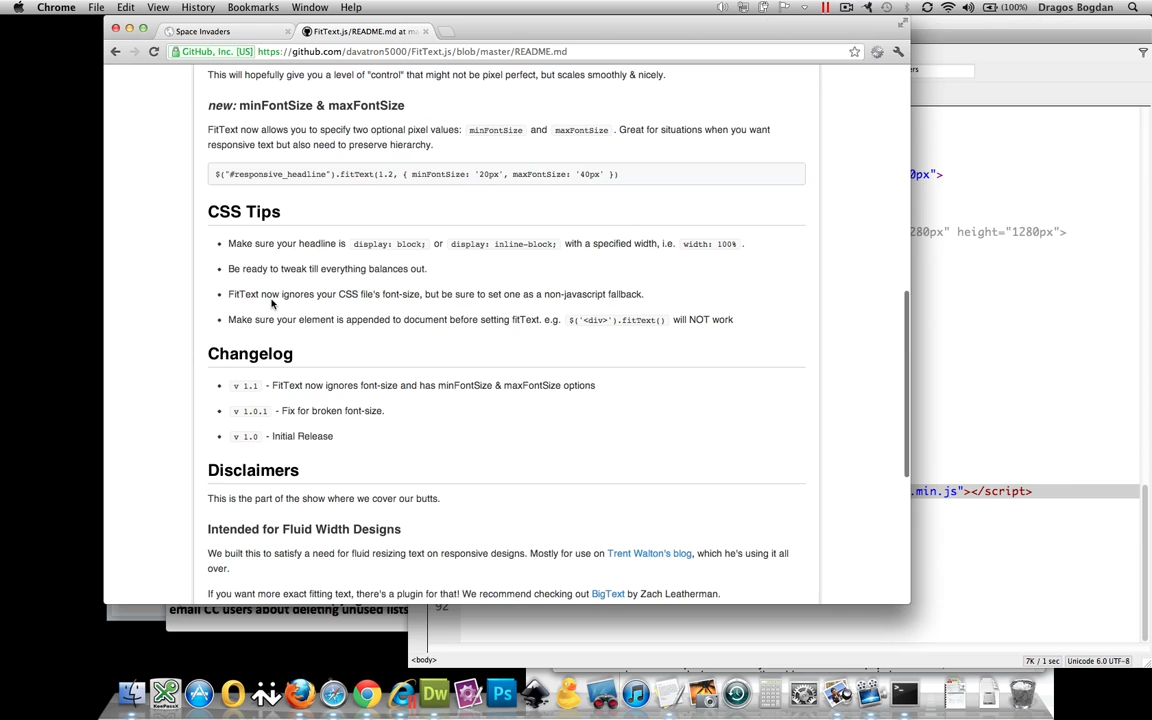 Chrome File Edit View History Bookmarks Window Help (100%) Dragos Bogdan
Space Invaders
FitText.js/README.md at ma
GitHub, Inc. [US] https://github.com/davatron5000/FitText.js/blob/master/README.md
This will hopefully give you a level of "control" that might not be pixel perfect, but scales smoothly & nicely.
new: minFontSize & maxFontSize
FitText now allows you to specify two optional pixel values: minFontSize and maxFontSize . Great for situations when you want
responsive text but also need to preserve hierarchy.
$("#responsive_headline").fitText(1.2, { minFontSize: '20px', maxFontSize: '40px' })
CSS Tips
• Make sure your headline is display: block; or display: inline-block; with a specified width, i.e. width: 100% .
• Be ready to tweak till everything balances out.
• FitText now ignores your CSS file's font-size, but be sure to set one as a non-javascript fallback.
• Make sure your element is appended to document before setting fitText. e.g. $('<div>').fitText() will NOT work
Changelog
• v 1.1 - FitText now ignores font-size and has minFontSize & maxFontSize options
• v 1.0.1 - Fix for broken font-size.
• v 1.0 - Initial Release
Disclaimers
This is the part of the show where we cover our butts.
Intended for Fluid Width Designs
We built this to satisfy a need for fluid resizing text on responsive designs. Mostly for use on Trent Walton's blog, which he's using it all
over.
If you want more exact fitting text, there's a plugin for that! We recommend checking out BigText by Zach Leatherman.
ers
0px">
280px" height="1280px">
.min.js"></script>
email CC users about deleting unused lists
92
<body>
7K / 1 sec Unicode 6.0 UTF-8
KeePassX
Dw
Ps